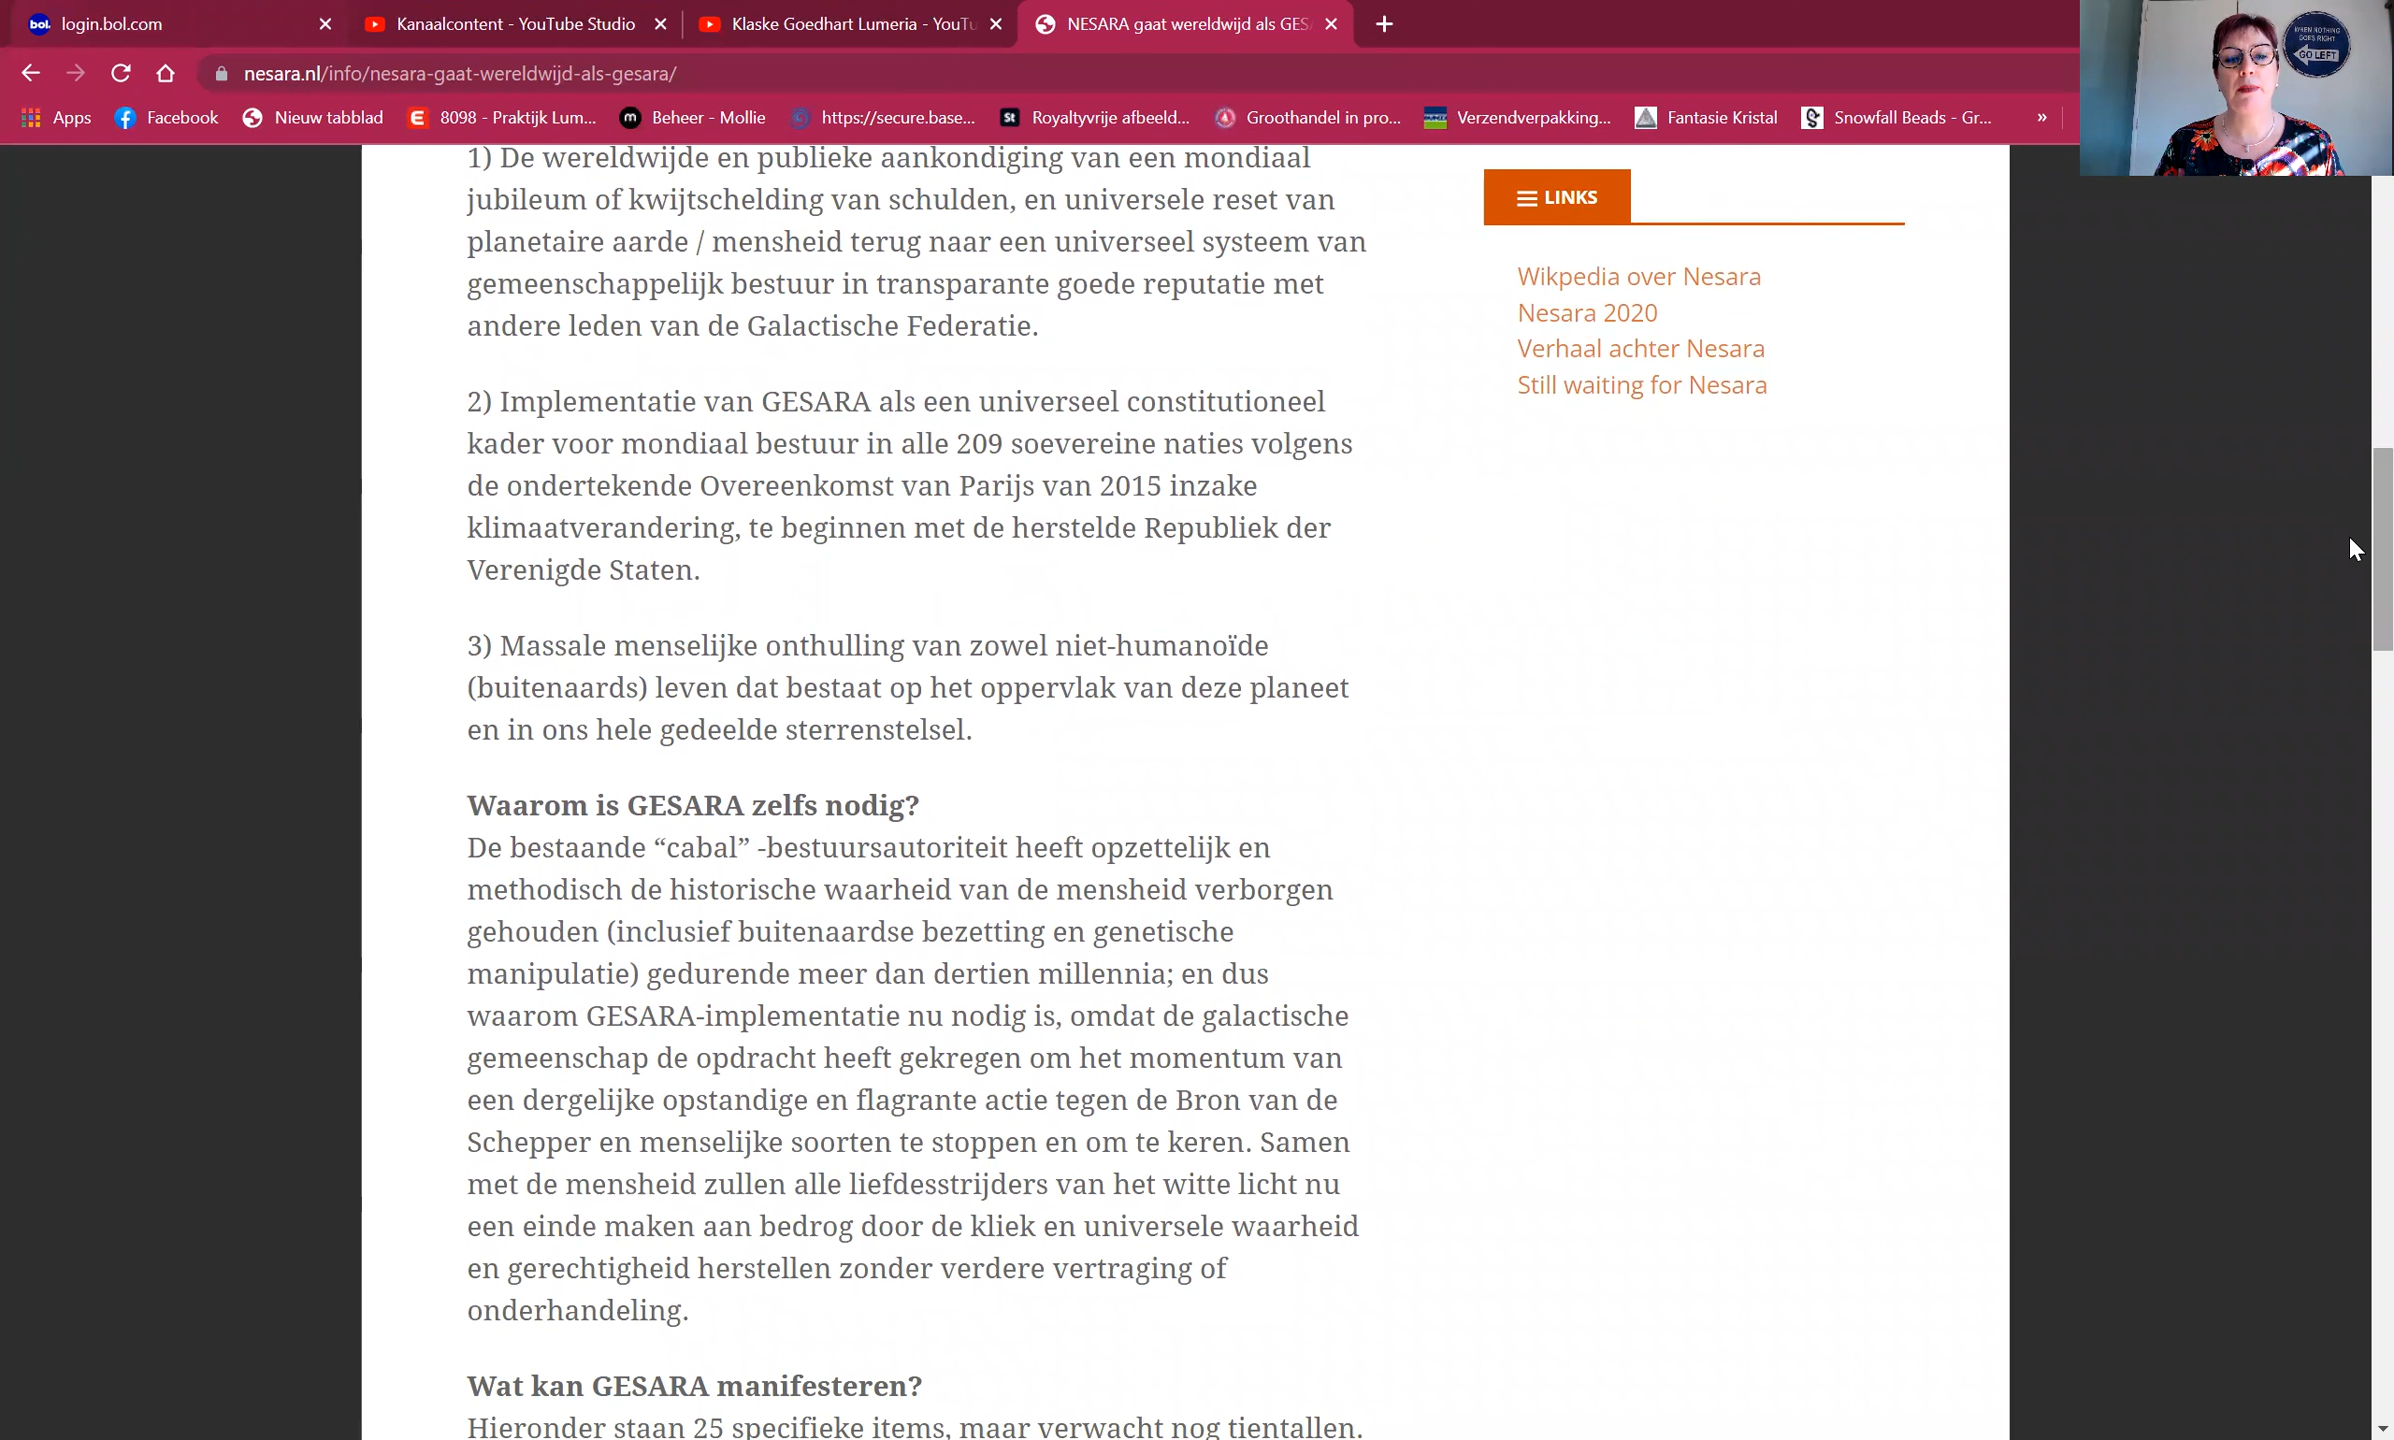 login.bol.com
Kanaalcontent - YouTube Studio
Klaske Goedhart Lumeria - YouTu
NESARA gaat wereldwijd als GES
nesara.nl/info/nesara-gaat-wereldwijd-als-gesara/
Apps
Facebook
Nieuw tabblad
8098 - Praktijk Lum...
Beheer - Mollie
https://secure.base...
Royaltyvrije afbeeld...
Groothandel in pro...
Verzendverpakking...
Fantasie Kristal
Snowfall Beads - Gr...
»
WHEN NOTHING
GOES RIGHT
GO LEFT
1) De wereldwijde en publieke aankondiging van een mondiaal
jubileum of kwijtschelding van schulden, en universele reset van
planetaire aarde / mensheid terug naar een universeel systeem van
gemeenschappelijk bestuur in transparante goede reputatie met
andere leden van de Galactische Federatie.
2) Implementatie van GESARA als een universeel constitutioneel
kader voor mondiaal bestuur in alle 209 soevereine naties volgens
de ondertekende Overeenkomst van Parijs van 2015 inzake
klimaatverandering, te beginnen met de herstelde Republiek der
Verenigde Staten.
3) Massale menselijke onthulling van zowel niet-humanoïde
(buitenaards) leven dat bestaat op het oppervlak van deze planeet
en in ons hele gedeelde sterrenstelsel.
Waarom is GESARA zelfs nodig?
De bestaande “cabal” -bestuursautoriteit heeft opzettelijk en
methodisch de historische waarheid van de mensheid verborgen
gehouden (inclusief buitenaardse bezetting en genetische
manipulatie) gedurende meer dan dertien millennia; en dus
waarom GESARA-implementatie nu nodig is, omdat de galactische
gemeenschap de opdracht heeft gekregen om het momentum van
een dergelijke opstandige en flagrante actie tegen de Bron van de
Schepper en menselijke soorten te stoppen en om te keren. Samen
met de mensheid zullen alle liefdesstrijders van het witte licht nu
een einde maken aan bedrog door de kliek en universele waarheid
en gerechtigheid herstellen zonder verdere vertraging of
onderhandeling.
Wat kan GESARA manifesteren?
Hieronder staan 25 specifieke items, maar verwacht nog tientallen.
LINKS
Wikpedia over Nesara
Nesara 2020
Verhaal achter Nesara
Still waiting for Nesara